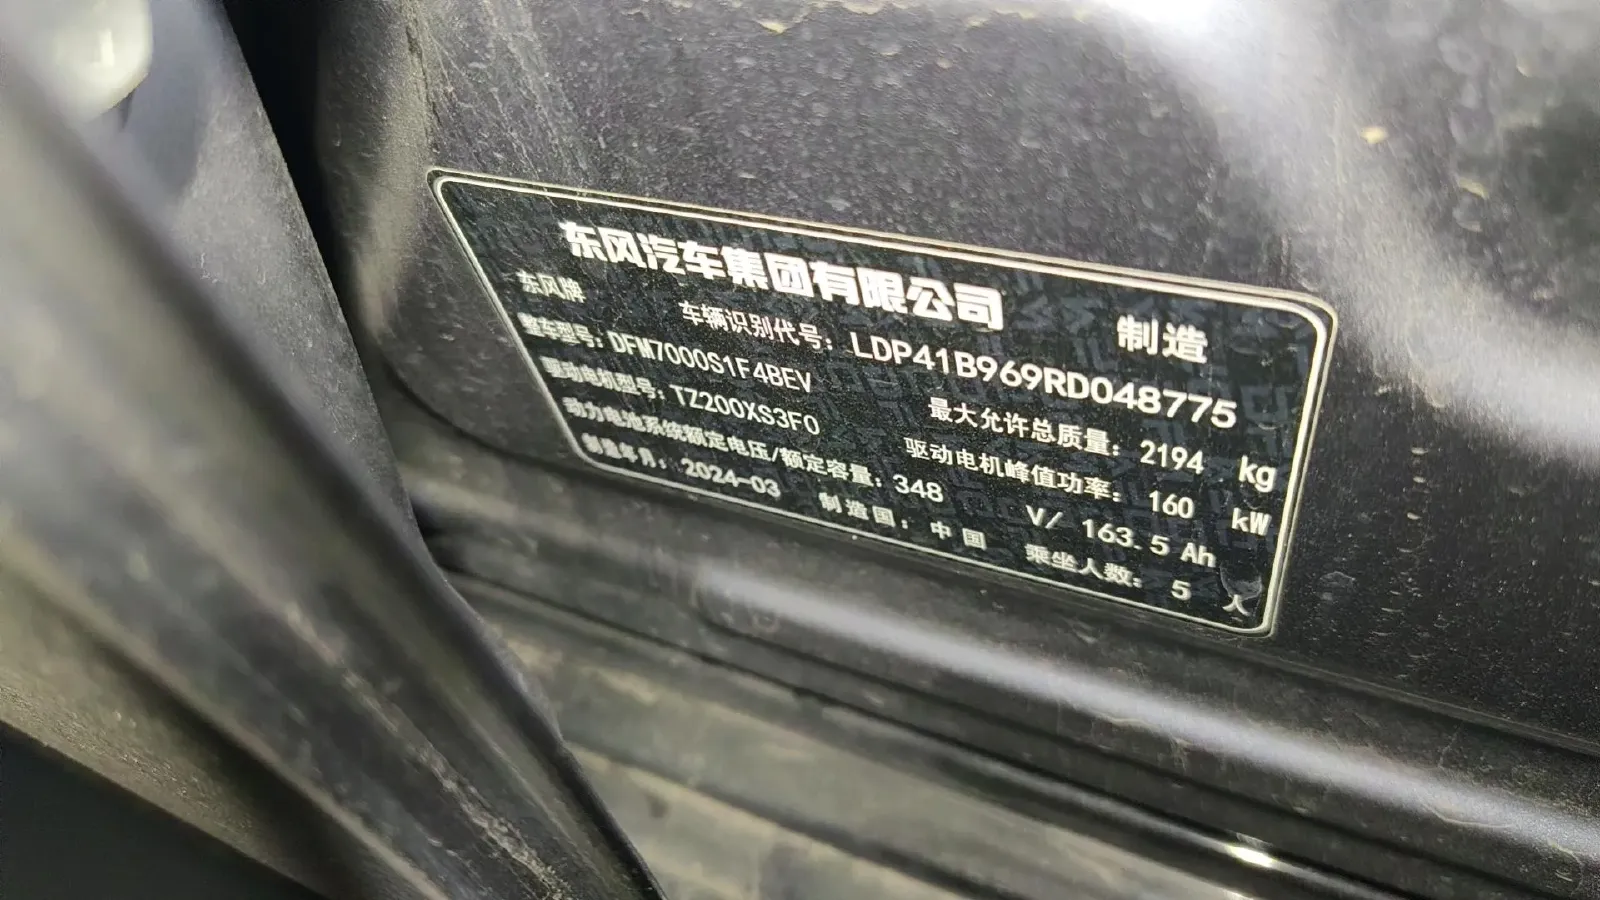 东风汽车集团有限公司 制造
东风牌 车辆识别代号: LDP41B969RD048775
整车型号: DFM7000S1F4BEV 最大允许总质量: 2194 kg
驱动电机型号: TZ200XS3F0 驱动电机峰值功率: 160 kW
动力电池系统额定电压/额定容量: 348 V/ 163.5 Ah
制造年月: 2024-03 制造国: 中国 乘坐人数: 5 人